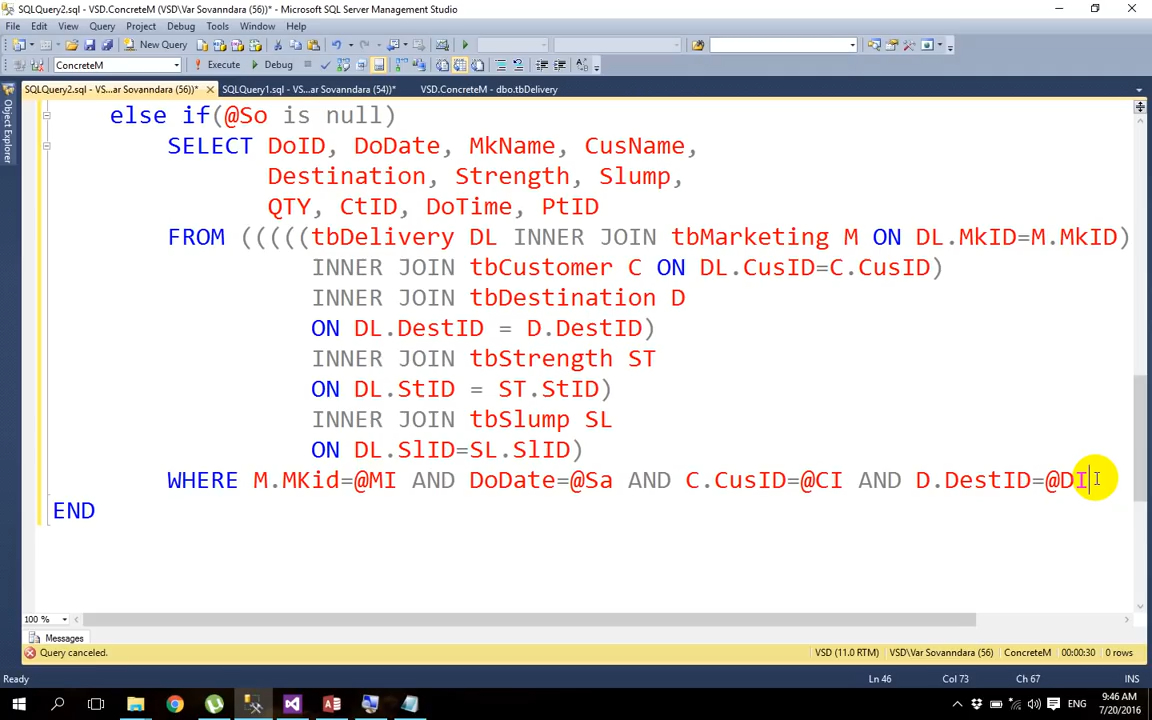 SQLQuery2.sql - VSD.ConcreteM (VSD\Var Sovanndara (56))* - Microsoft SQL Server Management Studio
File Edit View Query Project Debug Tools Window Help
New Query
ConcreteM Execute Debug
SQLQuery2.sql - VS...ar Sovanndara (56))* SQLQuery1.sql - VS...ar Sovanndara (54))* VSD.ConcreteM - dbo.tbDelivery
Object Explorer
else if(@So is null)
SELECT DoID, DoDate, MkName, CusName,
Destination, Strength, Slump,
QTY, CtID, DoTime, PtID
FROM (((((tbDelivery DL INNER JOIN tbMarketing M ON DL.MkID=M.MkID)
INNER JOIN tbCustomer C ON DL.CusID=C.CusID)
INNER JOIN tbDestination D
ON DL.DestID = D.DestID)
INNER JOIN tbStrength ST
ON DL.StID = ST.StID)
INNER JOIN tbSlump SL
ON DL.SlID=SL.SlID)
WHERE M.MKid=@MI AND DoDate=@Sa AND C.CusID=@CI AND D.DestID=@DI
END
100 %
Messages
Query canceled. VSD (11.0 RTM) VSD\Var Sovanndara (56) ConcreteM 00:00:30 0 rows
Ready Ln 46 Col 73 Ch 67 INS
ENG 9:46 AM
7/20/2016